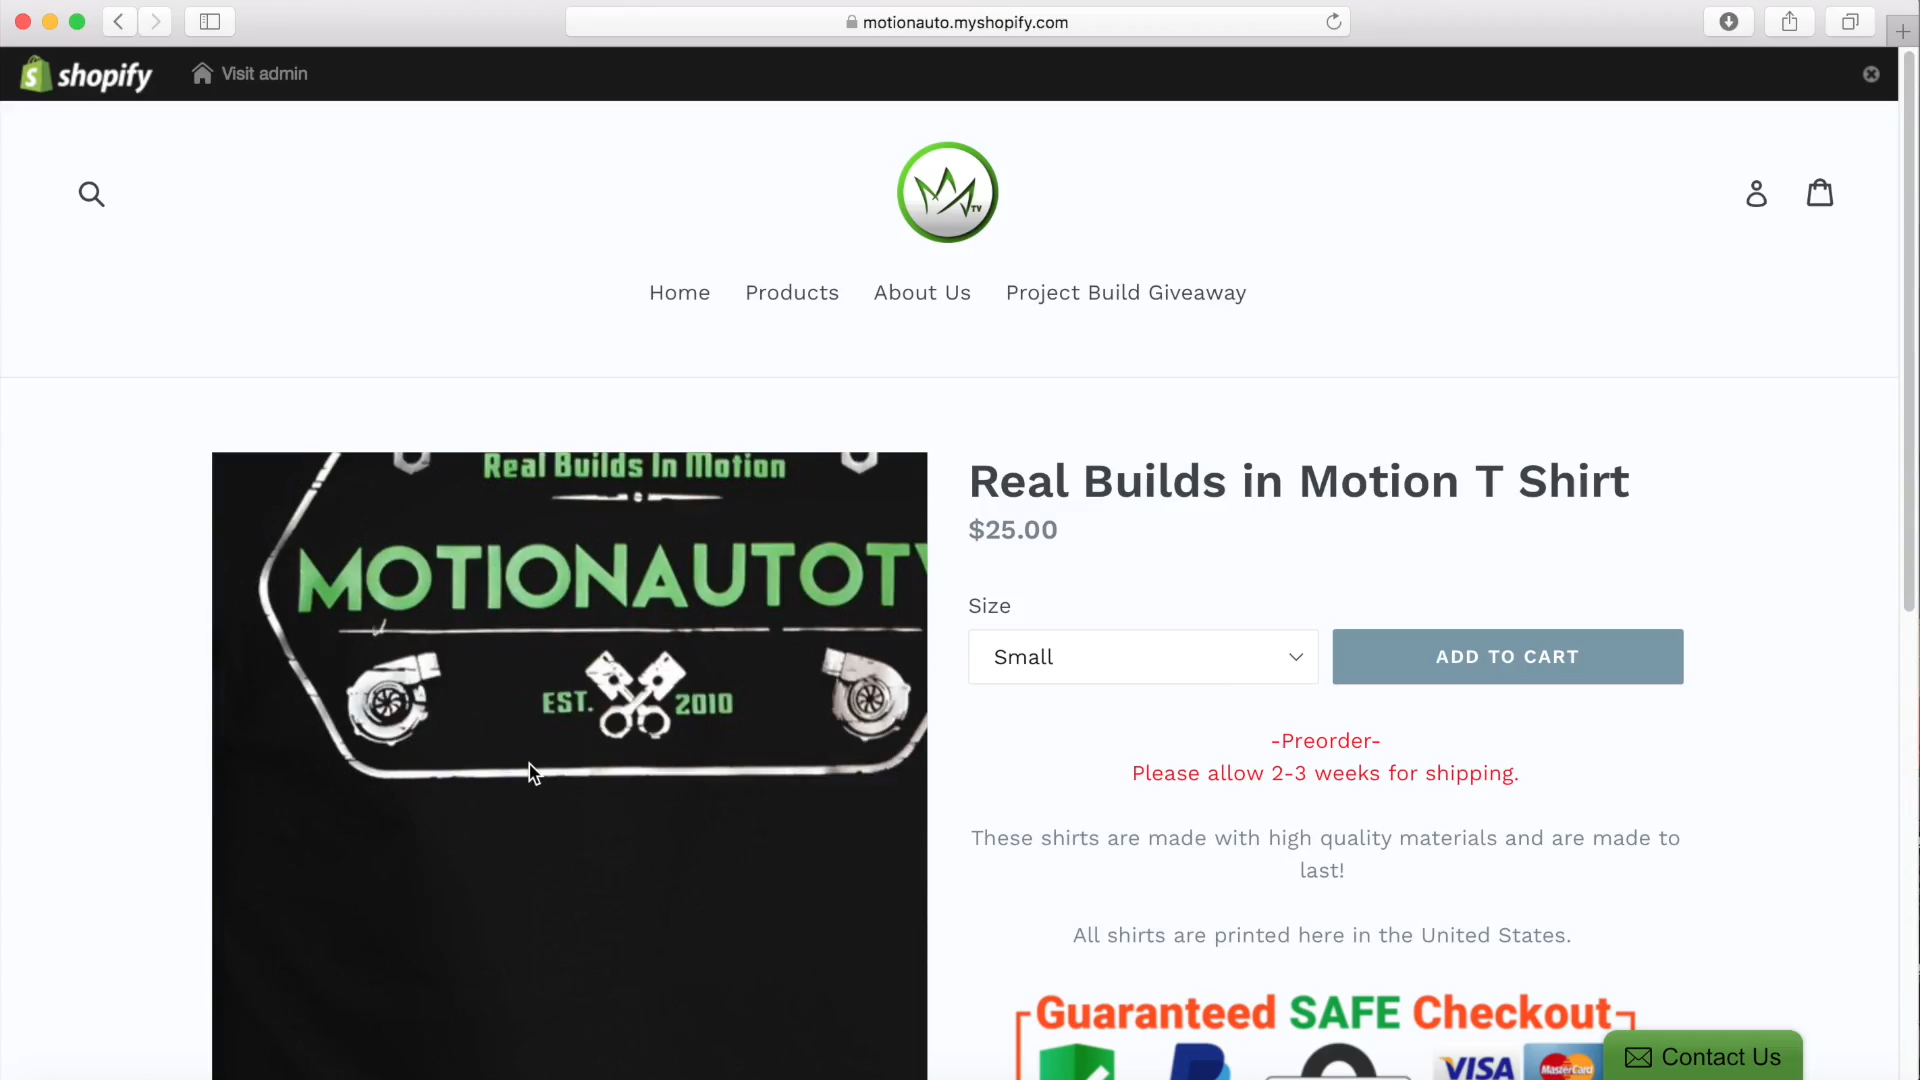 motionauto.myshopify.com
shopify
Visit admin
TV
Home Products About Us Project Build Giveaway
Real Builds In Motion
MOTIONAUTOTV
EST. 2010
Real Builds in Motion T Shirt
$25.00
Size
Small
ADD TO CART
-Preorder-
Please allow 2-3 weeks for shipping.
These shirts are made with high quality materials and are made to
last!
All shirts are printed here in the United States.
Guaranteed SAFE Checkout
VISA
MasterCard
Contact Us